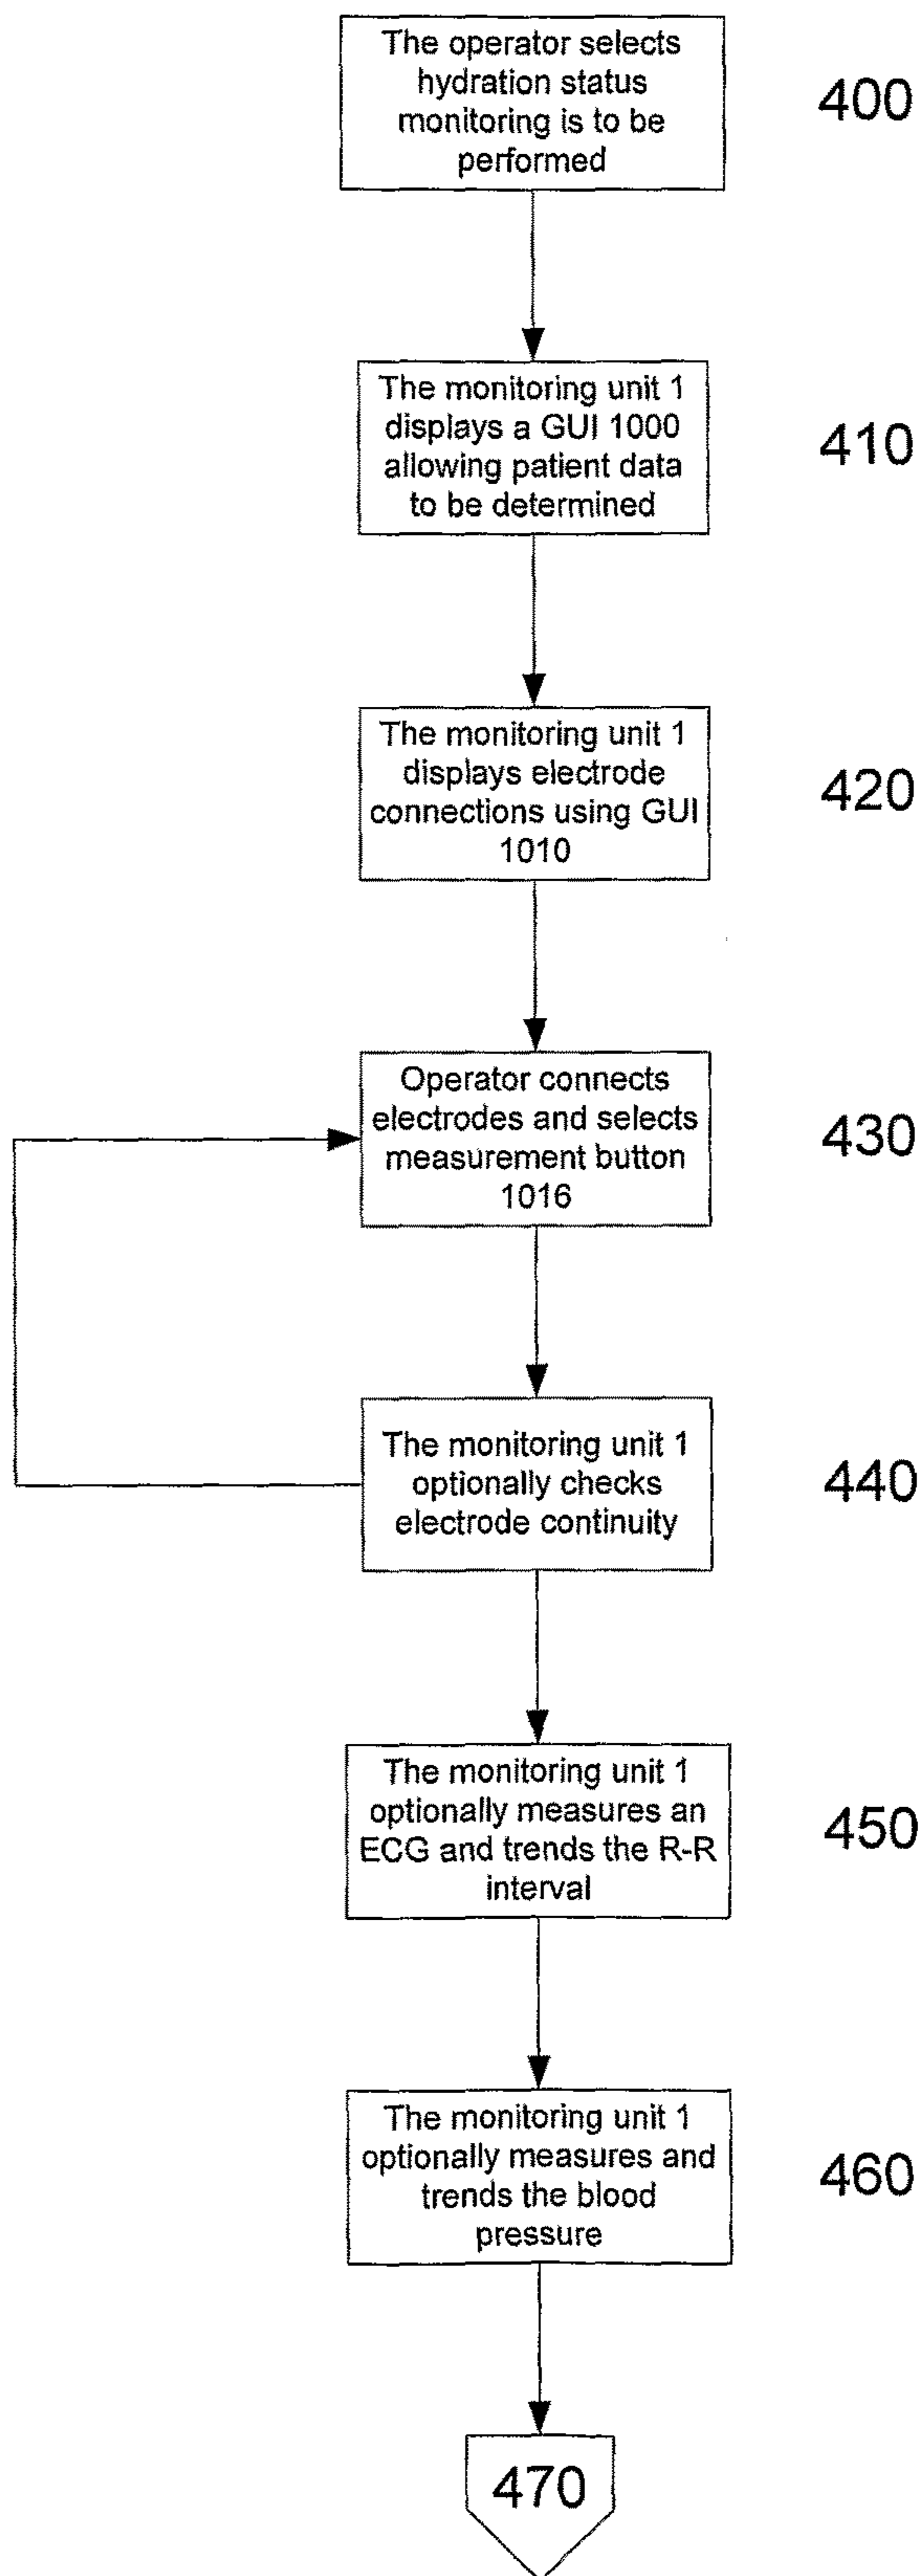 The operator selects
hydration status
monitoring is to be
performed
400
The monitoring unit 1
displays a GUI 1000
allowing patient data
to be determined
410
The monitoring unit 1
displays electrode
connections using GUI
1010
420
Operator connects
electrodes and selects
measurement button
1016
430
The monitoring unit 1
optionally checks
electrode continuity
440
The monitoring unit 1
optionally measures an
ECG and trends the R-R
interval
450
The monitoring unit 1
optionally measures and
trends the blood
pressure
460
470